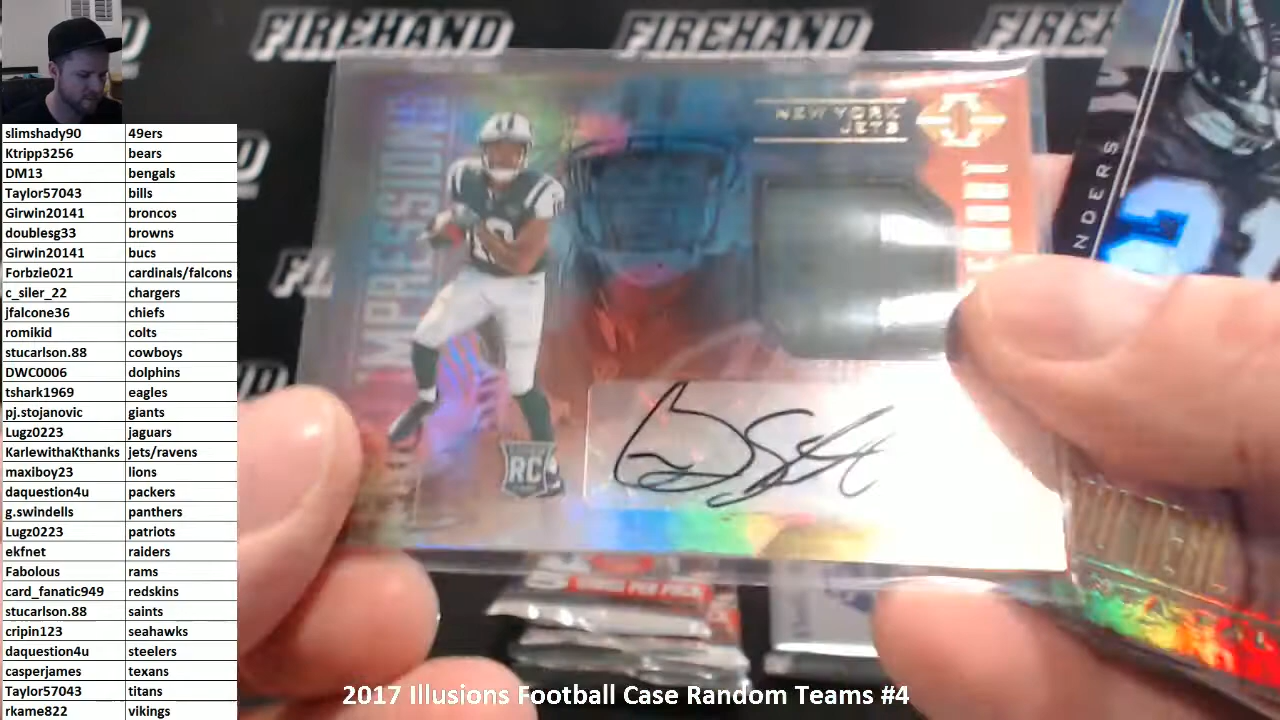 FIREHAND FIREHAND FIREH
slimshady90 49ers
Ktripp3256 bears
DM13 bengals
Taylor57043 bills
Girwin20141 broncos
doublesg33 browns
Girwin20141 bucs
Forbzie021 cardinals/falcons
c_siler_22 chargers
jfalcone36 chiefs
romikid colts
stucarlson.88 cowboys
DWC0006 dolphins
tshark1969 eagles
pj.stojanovic giants
Lugz0223 jaguars
KarlewithaKthanks jets/ravens
maxiboy23 lions
daquestion4u packers
g.swindells panthers
Lugz0223 patriots
ekfnet raiders
Fabolous rams
card_fanatic949 redskins
stucarlson.88 saints
cripin123 seahawks
daquestion4u steelers
casperjames texans
Taylor57043 titans
rkame822 vikings
IMPRESSIONS
NEW YORK
JETS
RC
NDERS
21
2017 Illusions Football Case Random Teams #4